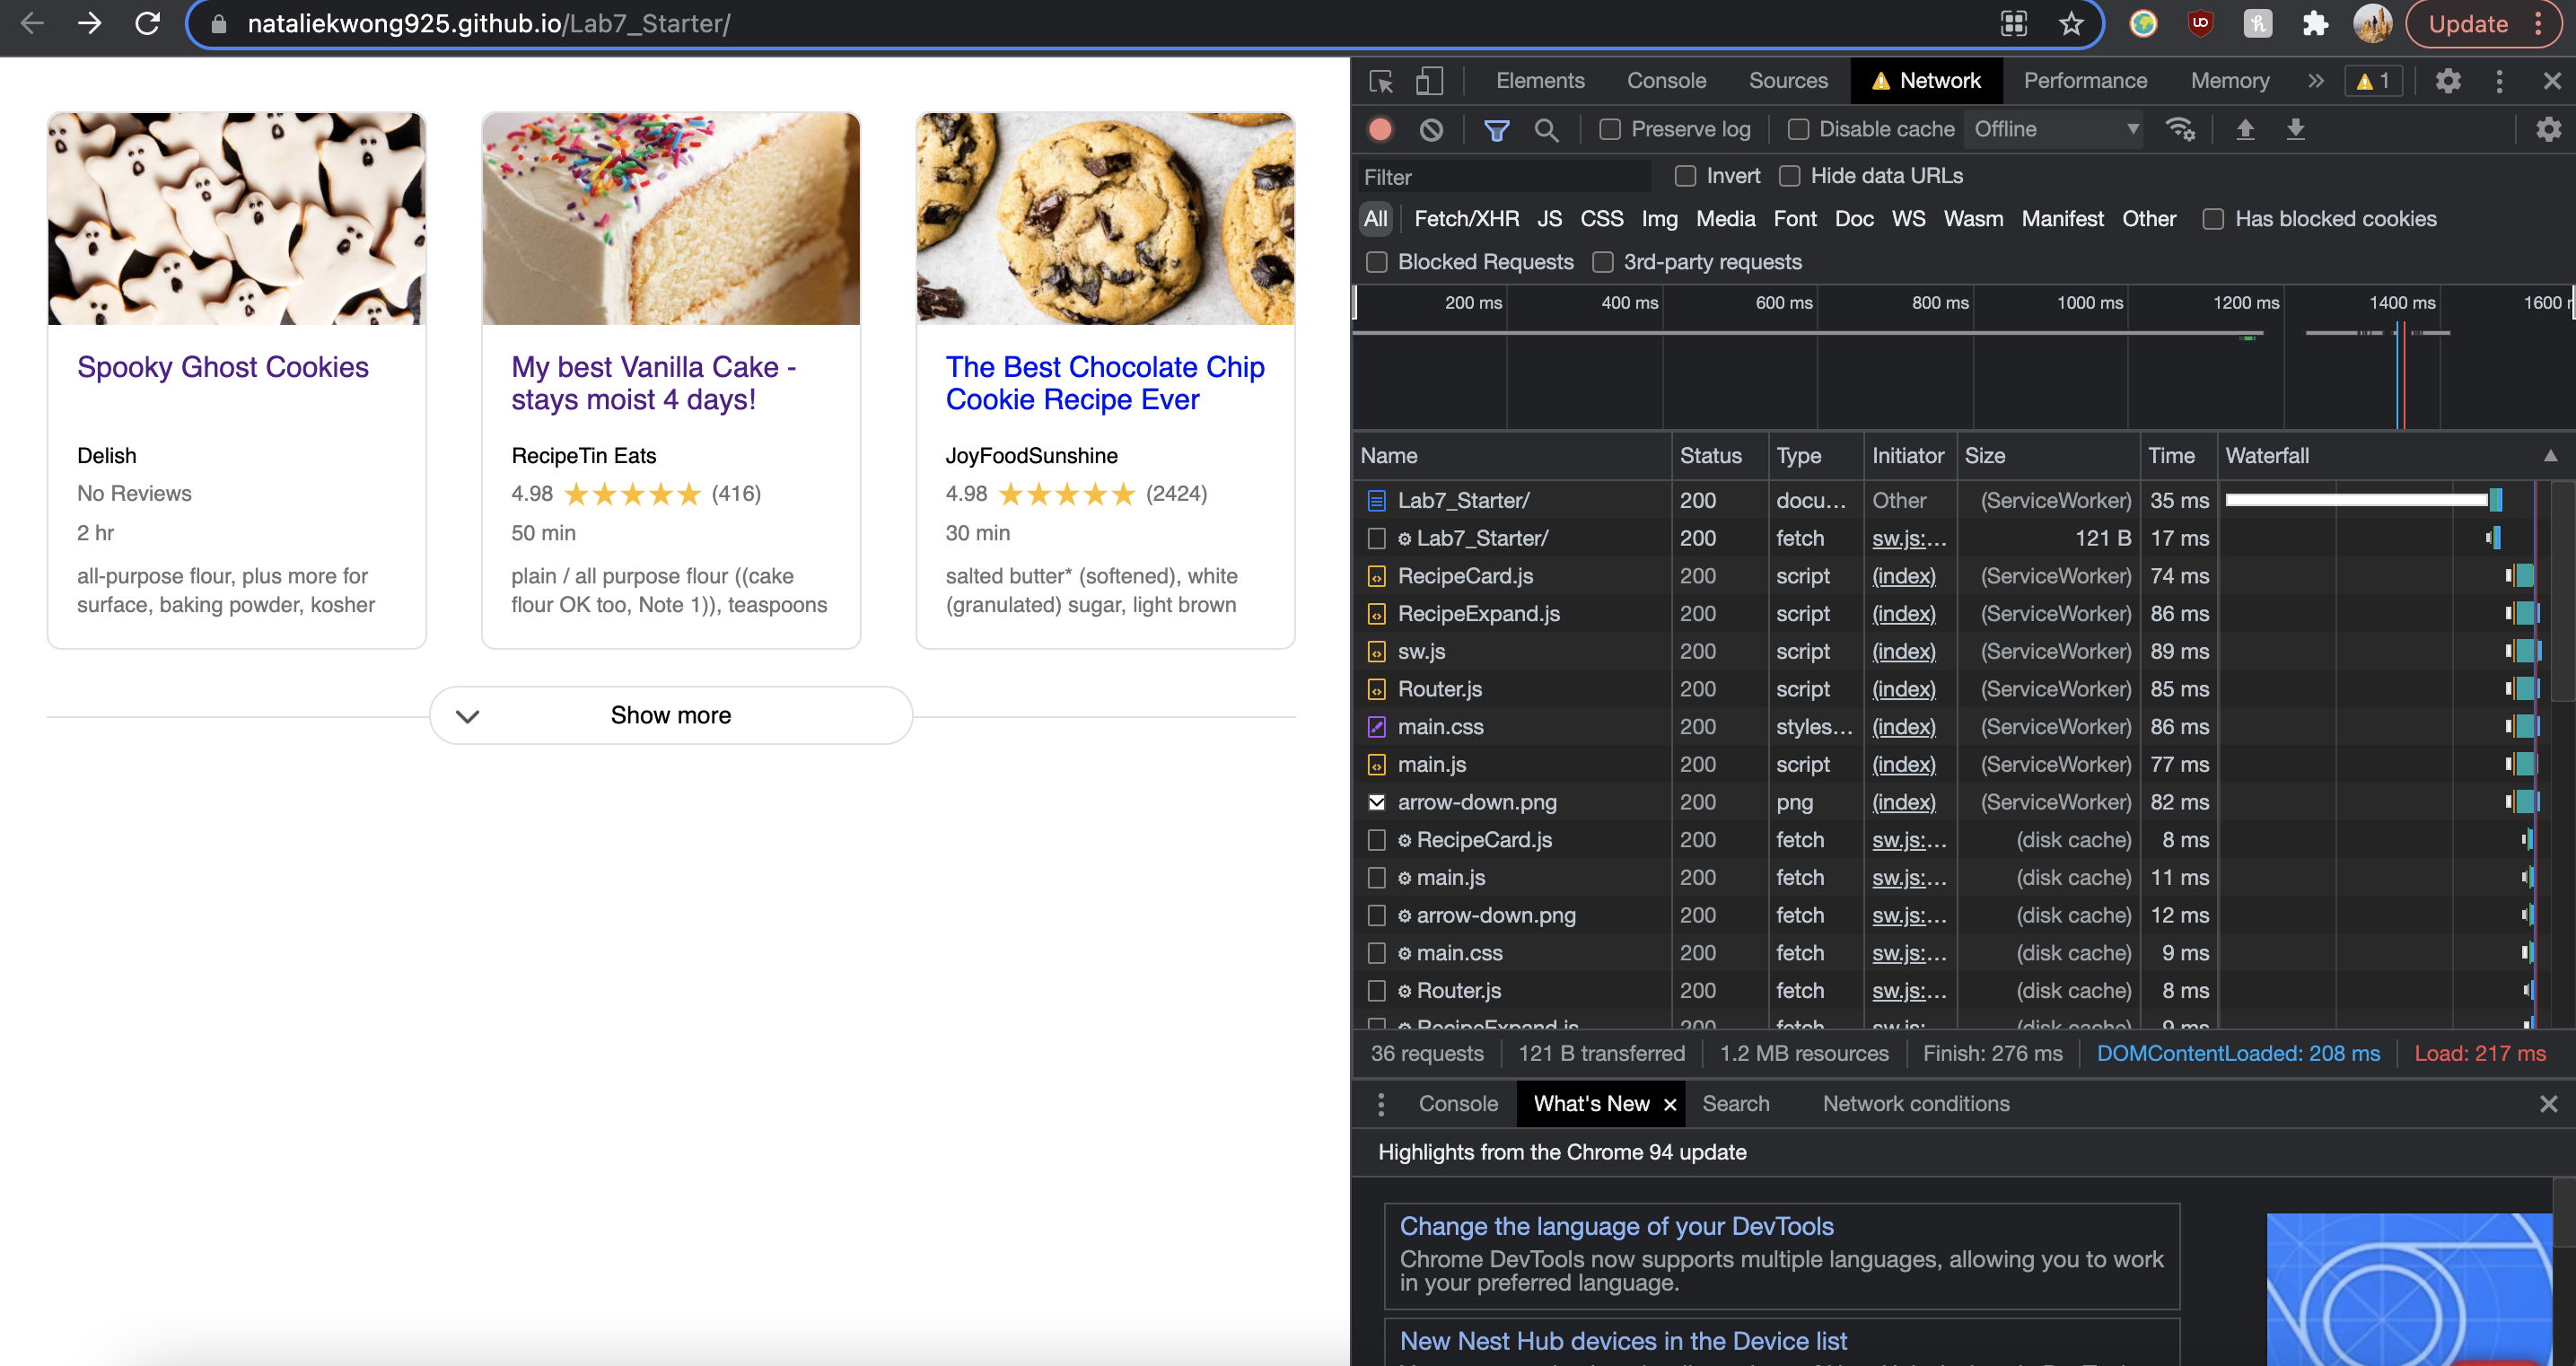 nataliekwong925.github.io/Lab7_Starter/
Update
Spooky Ghost Cookies
Delish
No Reviews
2 hr
all-purpose flour, plus more for
surface, baking powder, kosher
My best Vanilla Cake -
stays moist 4 days!
RecipeTin Eats
4.98 (416)
50 min
plain / all purpose flour ((cake
flour OK too, Note 1)), teaspoons
The Best Chocolate Chip
Cookie Recipe Ever
JoyFoodSunshine
4.98 (2424)
30 min
salted butter* (softened), white
(granulated) sugar, light brown
Show more
Elements Console Sources Network Performance Memory 1
Preserve log Disable cache Offline
Filter Invert Hide data URLs
All Fetch/XHR JS CSS Img Media Font Doc WS Wasm Manifest Other Has blocked cookies
Blocked Requests 3rd-party requests
200 ms 400 ms 600 ms 800 ms 1000 ms 1200 ms 1400 ms 1600
Name Status Type Initiator Size Time Waterfall
Lab7_Starter/ 200 docu... Other (ServiceWorker) 35 ms
Lab7_Starter/ 200 fetch sw.js:... 121 B 17 ms
RecipeCard.js 200 script (index) (ServiceWorker) 74 ms
RecipeExpand.js 200 script (index) (ServiceWorker) 86 ms
sw.js 200 script (index) (ServiceWorker) 89 ms
Router.js 200 script (index) (ServiceWorker) 85 ms
main.css 200 styles... (index) (ServiceWorker) 86 ms
main.js 200 script (index) (ServiceWorker) 77 ms
arrow-down.png 200 png (index) (ServiceWorker) 82 ms
RecipeCard.js 200 fetch sw.js:... (disk cache) 8 ms
main.js 200 fetch sw.js:... (disk cache) 11 ms
arrow-down.png 200 fetch sw.js:... (disk cache) 12 ms
main.css 200 fetch sw.js:... (disk cache) 9 ms
Router.js 200 fetch sw.js:... (disk cache) 8 ms
RecipeExpand.js 200 fetch sw.js:... (disk cache) 9 ms
36 requests 121 B transferred 1.2 MB resources Finish: 276 ms DOMContentLoaded: 208 ms Load: 217 ms
Console What's New Search Network conditions
Highlights from the Chrome 94 update
Change the language of your DevTools
Chrome DevTools now supports multiple languages, allowing you to work
in your preferred language.
New Nest Hub devices in the Device list